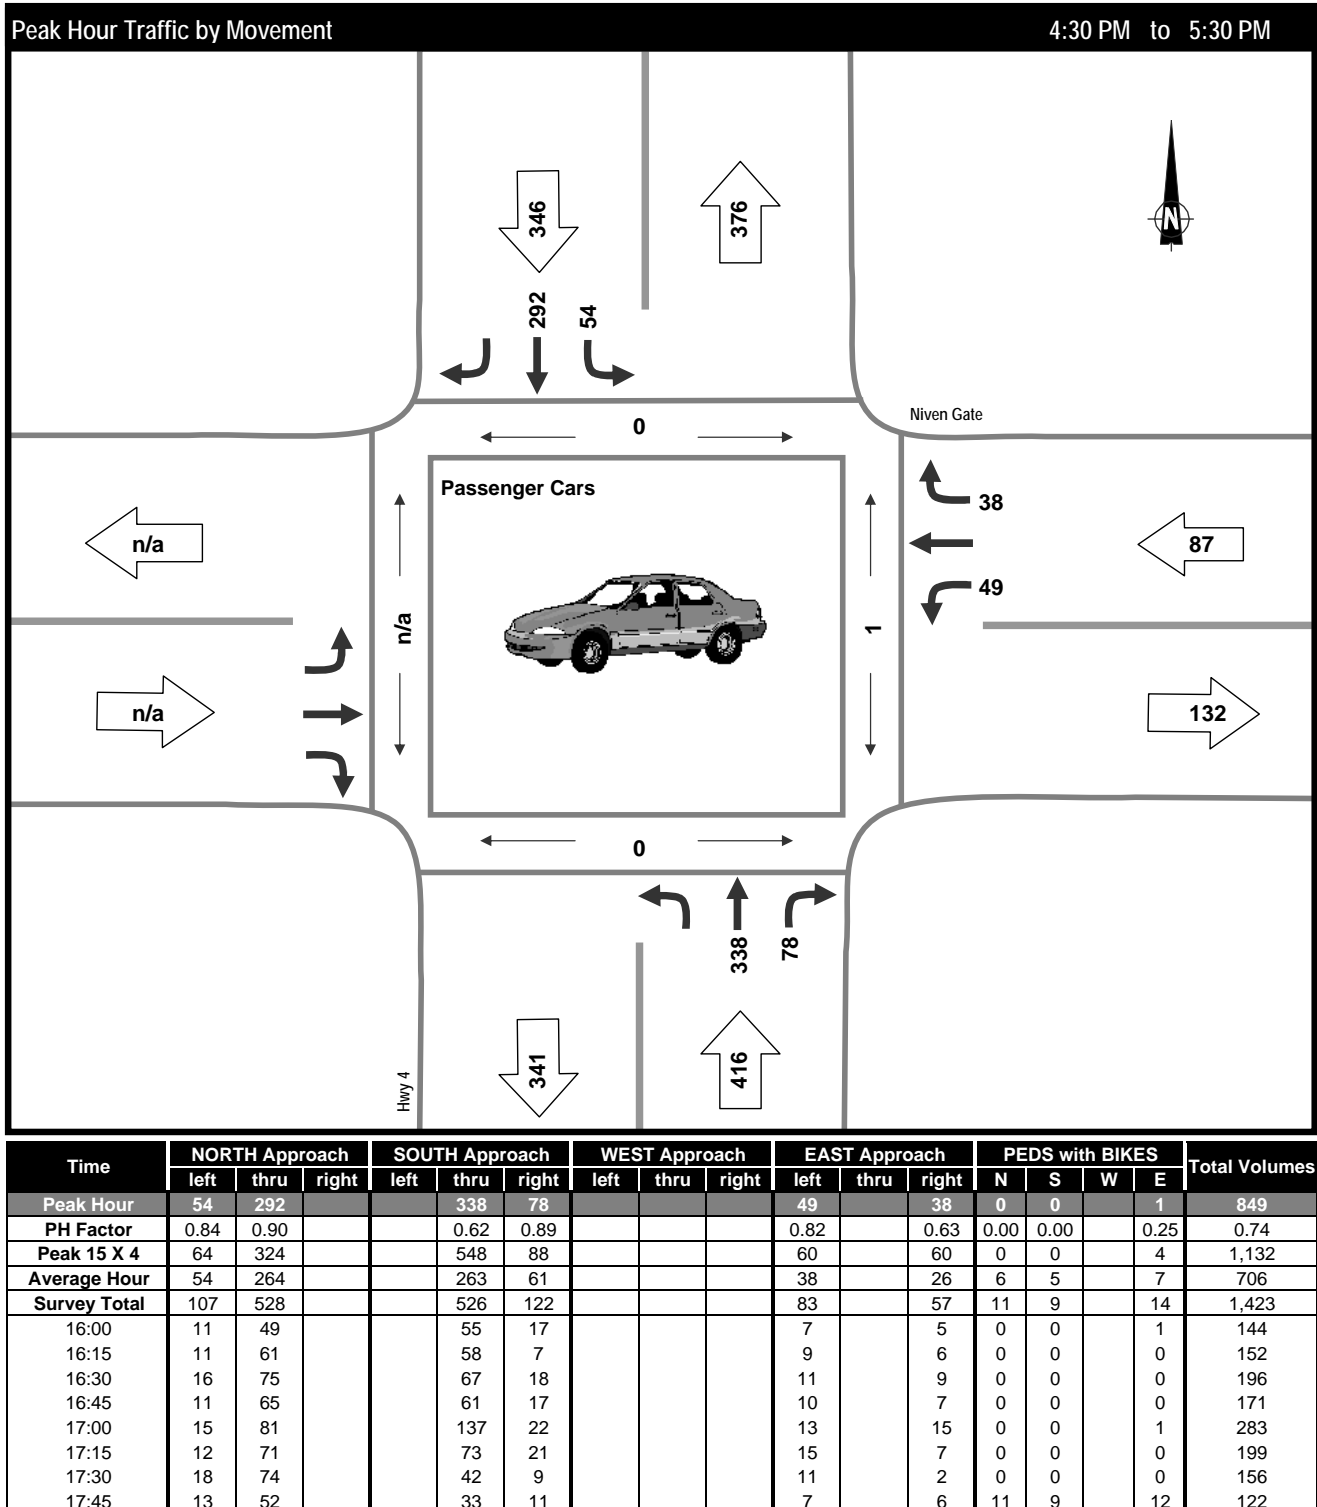 Peak Hour Traffic by Movement 4:30 PM to 5:30 PM
346
376
N
292 54
0
Niven Gate
Passenger Cars
38
n/a
87
49
n/a
1
n/a
132
0
338 78
341
416
Hwy 4
Time NORTH Approach SOUTH Approach WEST Approach EAST Approach PEDS with BIKES Total Volumes
left thru right left thru right left thru right left thru right N S W E
Peak Hour 54 292 338 78 49 38 0 0 1 849
PH Factor 0.84 0.90 0.62 0.89 0.82 0.63 0.00 0.00 0.25 0.74
Peak 15 X 4 64 324 548 88 60 60 0 0 4 1,132
Average Hour 54 264 263 61 38 26 6 5 7 706
Survey Total 107 528 526 122 83 57 11 9 14 1,423
16:00 11 49 55 17 7 5 0 0 1 144
16:15 11 61 58 7 9 6 0 0 0 152
16:30 16 75 67 18 11 9 0 0 0 196
16:45 11 65 61 17 10 7 0 0 0 171
17:00 15 81 137 22 13 15 0 0 1 283
17:15 12 71 73 21 15 7 0 0 0 199
17:30 18 74 42 9 11 2 0 0 0 156
17:45 13 52 33 11 7 6 11 9 12 122